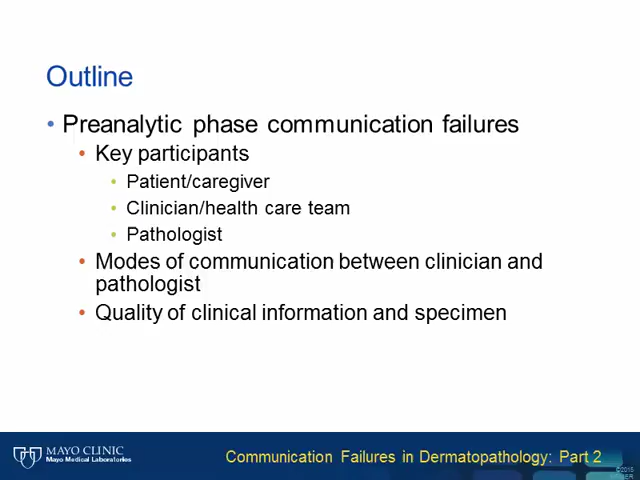 Outline
• Preanalytic phase communication failures
• Key participants
• Patient/caregiver
• Clinician/health care team
• Pathologist
• Modes of communication between clinician and
pathologist
• Quality of clinical information and specimen
MAYO CLINIC
Mayo Medical Laboratories
Communication Failures in Dermatopathology: Part 2